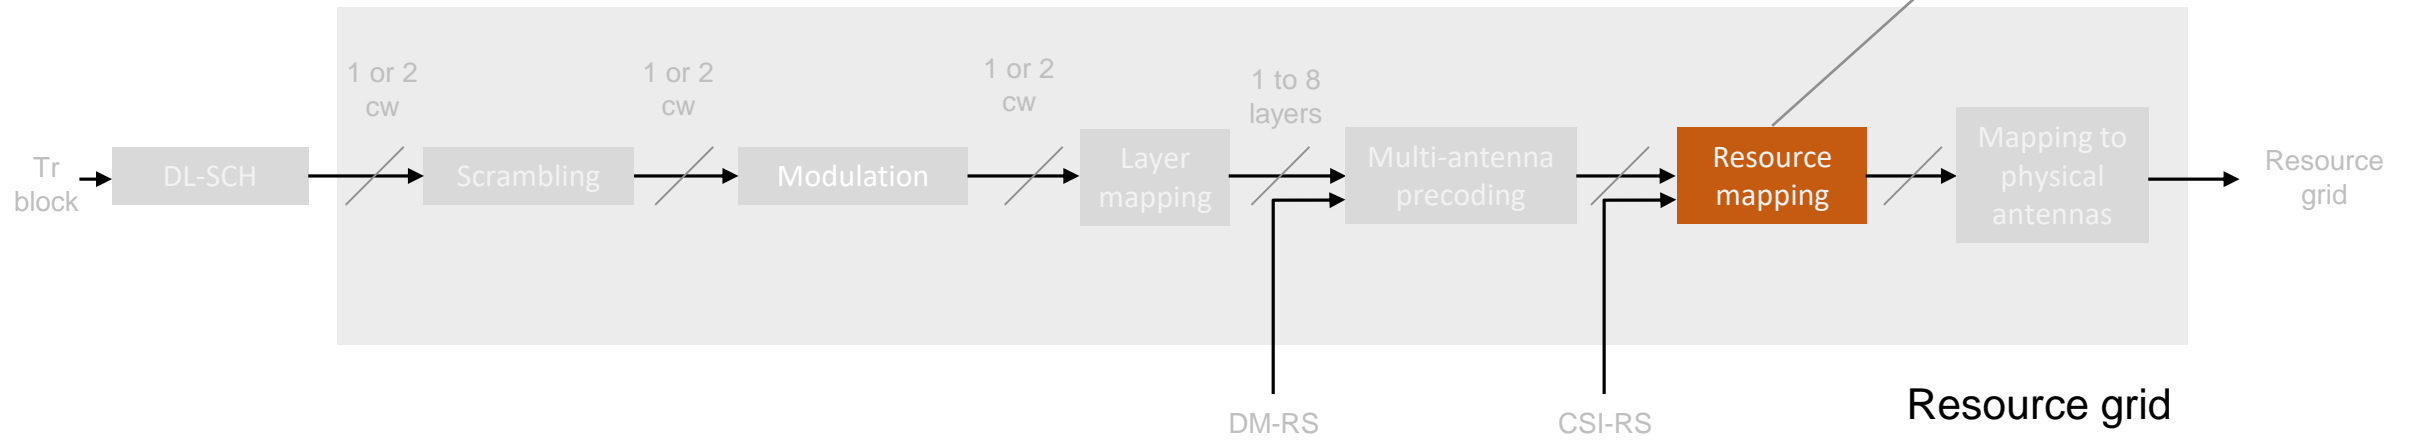 1 or 2
cw
1 or 2
cw
1 or 2
cw
1 to 8
layers
Tr
block
DL-SCH
Scrambling
Modulation
Layer
mapping
Multi-antenna
precoding
Resource
mapping
Mapping to
physical
antennas
Resource
grid
DM-RS
CSI-RS
Resource grid